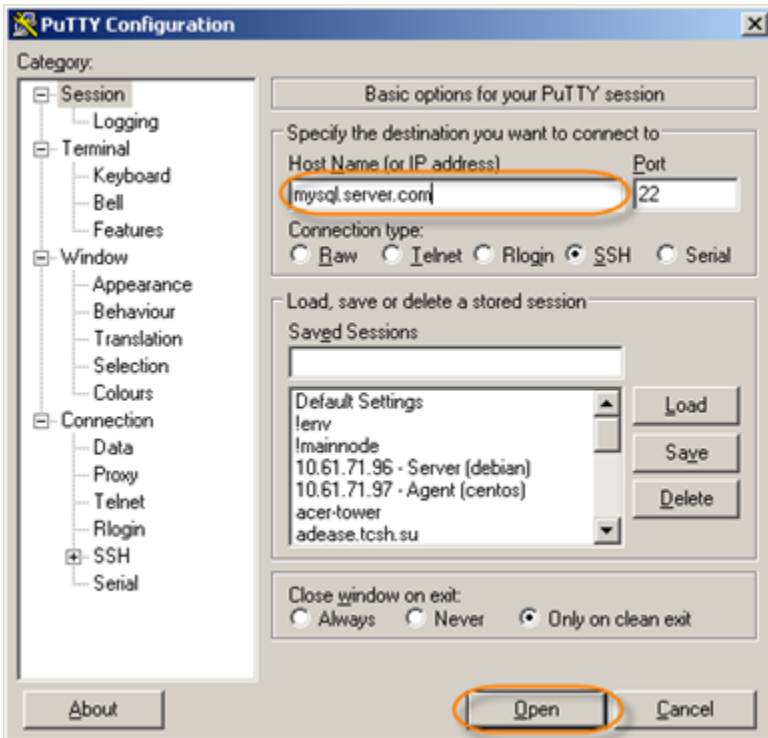 PuTTY Configuration
Category:
Session
Logging
Terminal
Keyboard
Bell
Features
Window
Appearance
Behaviour
Translation
Selection
Colours
Connection
Data
Proxy
Telnet
Rlogin
SSH
Serial
Basic options for your PuTTY session
Specify the destination you want to connect to
Host Name (or IP address) Port
mysql.server.com 22
Connection type:
Raw Telnet Rlogin SSH Serial
Load, save or delete a stored session
Saved Sessions
Default Settings
!env
!mainnode
10.61.71.96 - Server (debian)
10.61.71.97 - Agent (centos)
acer-tower
adease.tcsh.su
Load
Save
Delete
Close window on exit:
Always Never Only on clean exit
About Open Cancel